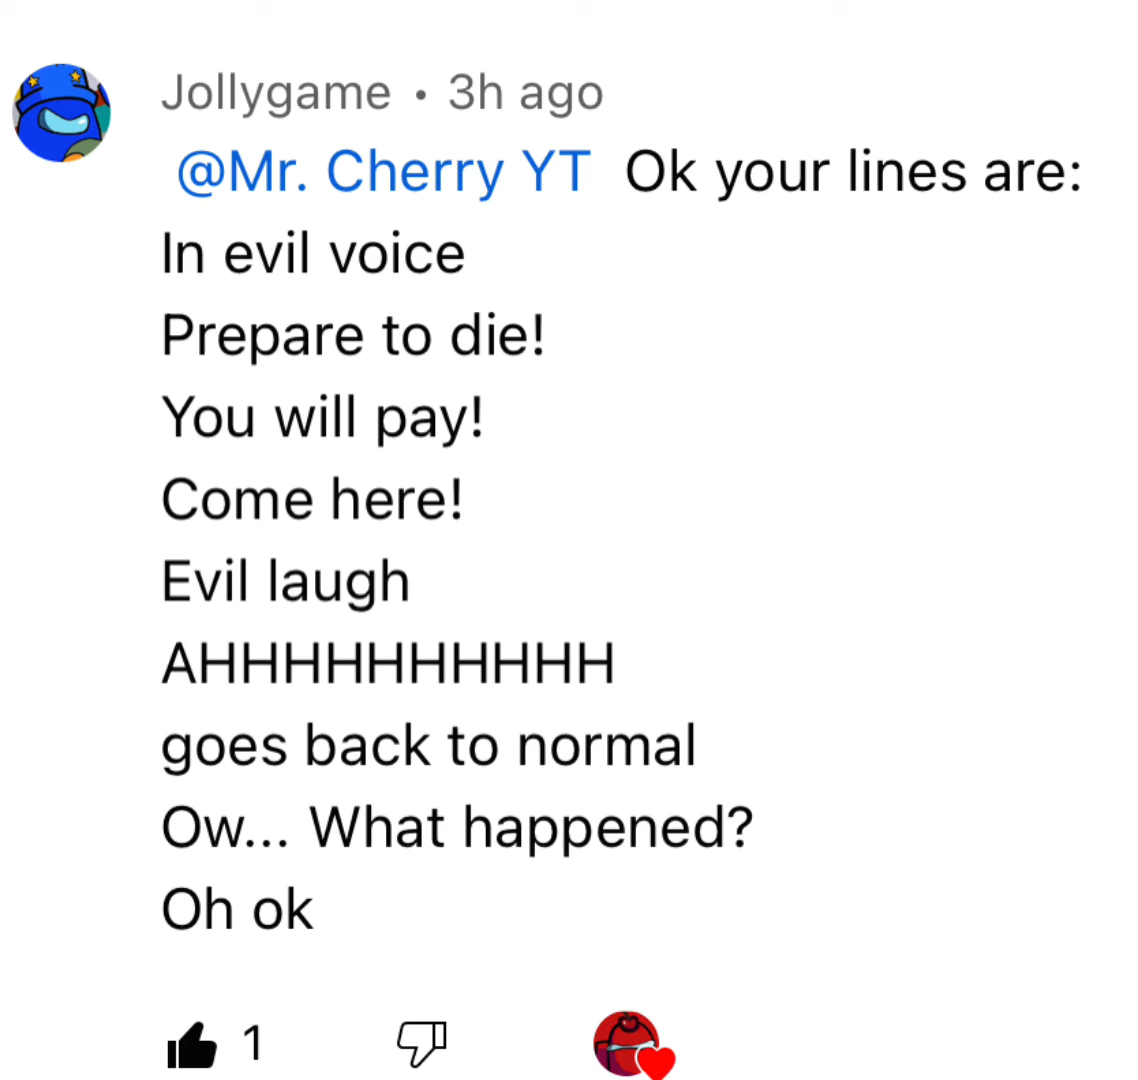 Jollygame • 3h ago
@Mr. Cherry YT Ok your lines are:
In evil voice
Prepare to die!
You will pay!
Come here!
Evil laugh
AHHHHHHHHHH
goes back to normal
Ow... What happened?
Oh ok
1